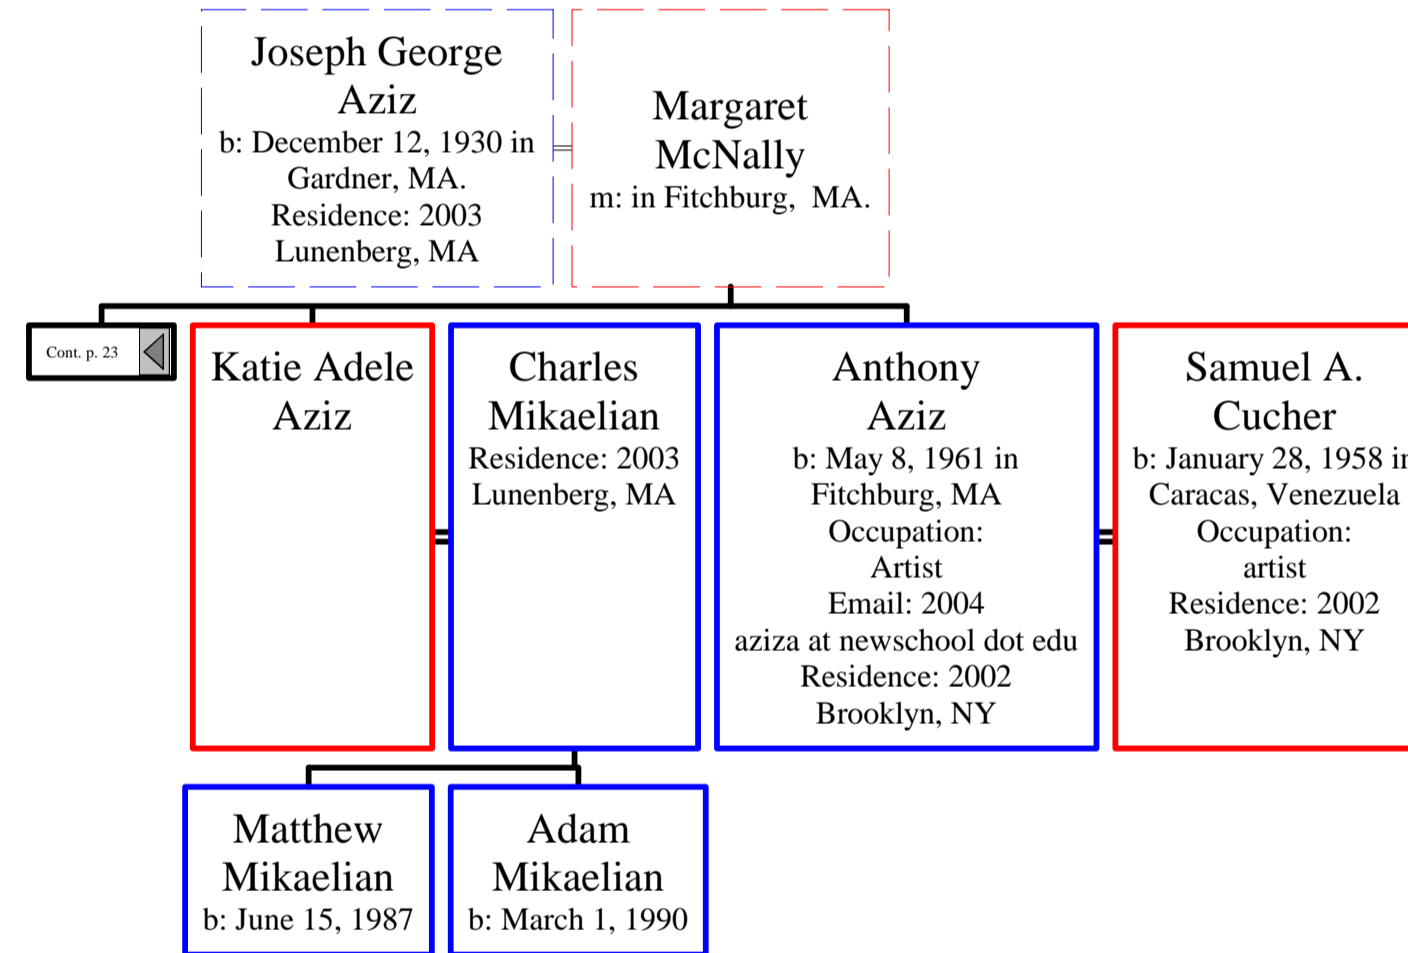 Joseph George
Aziz
b: December 12, 1930 in
Gardner, MA.
Residence: 2003
Lunenberg, MA
Margaret
McNally
m: in Fitchburg, MA.
Cont. p. 23
Katie Adele
Aziz
Charles
Mikaelian
Residence: 2003
Lunenberg, MA
Anthony
Aziz
b: May 8, 1961 in
Fitchburg, MA
Occupation:
Artist
Email: 2004
aziza at newschool dot edu
Residence: 2002
Brooklyn, NY
Samuel A.
Cucher
b: January 28, 1958 in
Caracas, Venezuela
Occupation:
artist
Residence: 2002
Brooklyn, NY
Matthew
Mikaelian
b: June 15, 1987
Adam
Mikaelian
b: March 1, 1990